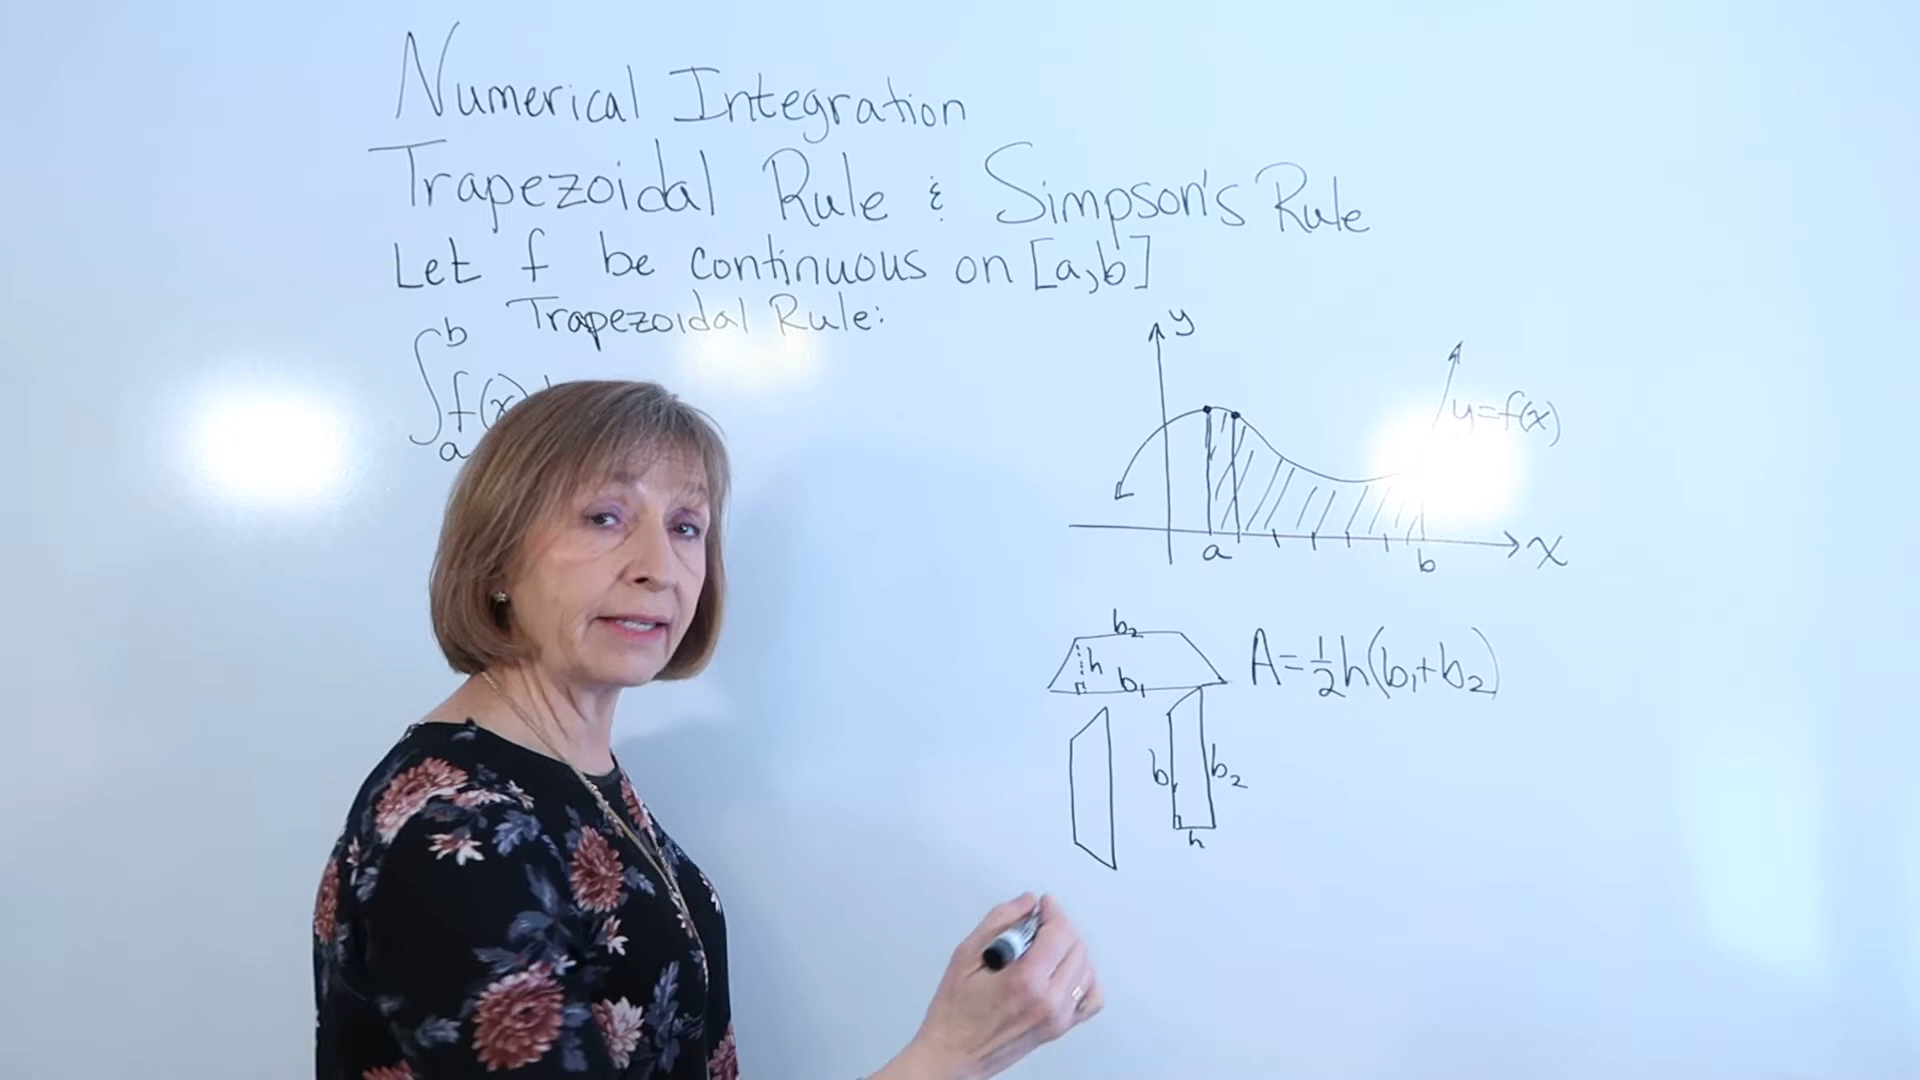 Numerical Integration
Trapezoidal Rule & Simpson's Rule
Let f be continuous on [a,b]
Trapezoidal Rule:
∫ₐᵇ f(x)
y
y=f(x)
a
b
x
b₂
h
b₁
A=½h(b₁+b₂)
b
b₂
h